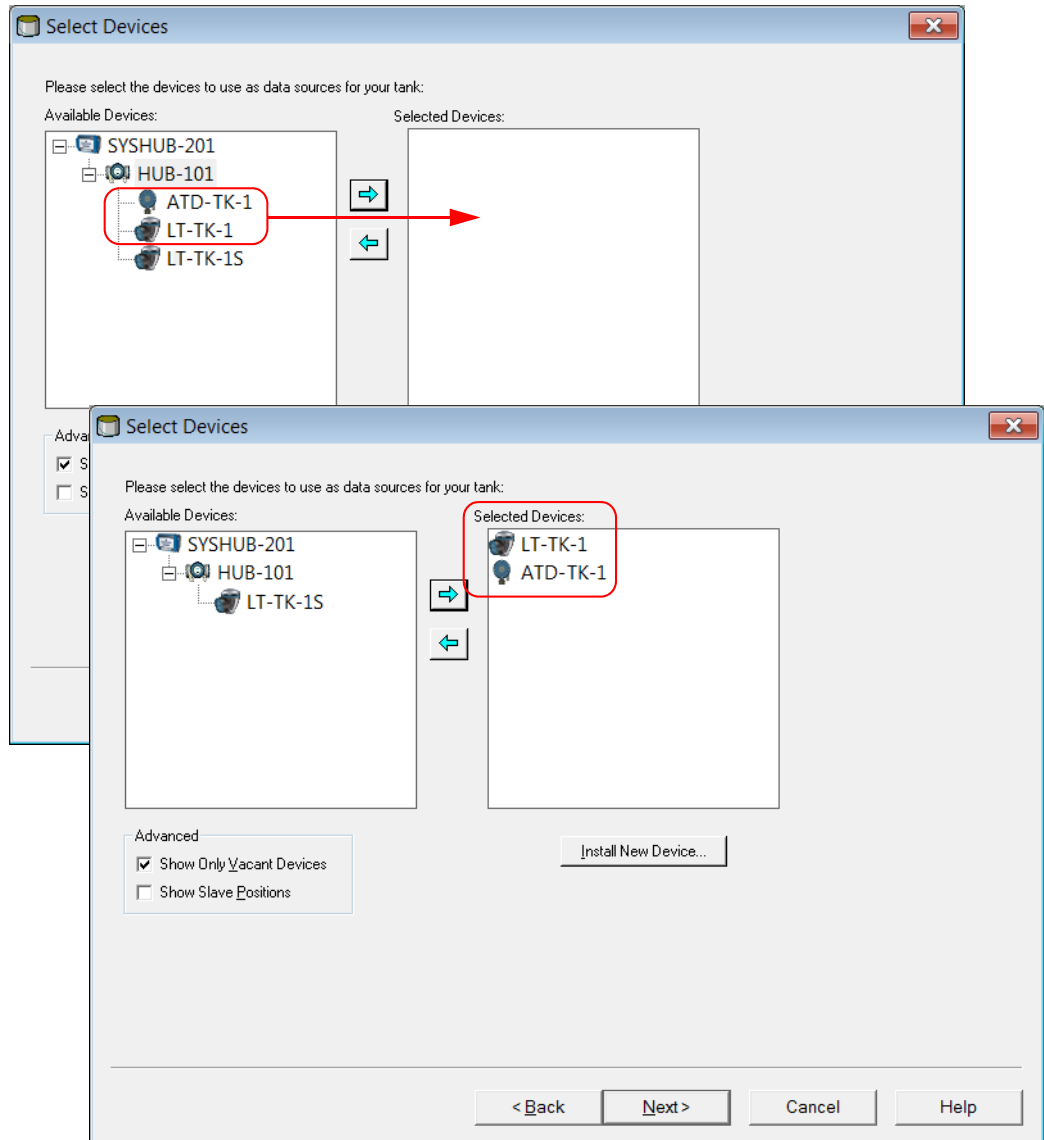 Select Devices
Please select the devices to use as data sources for your tank:
Available Devices:
Selected Devices:
SYSHUB-201
HUB-101
ATD-TK-1
LT-TK-1
LT-TK-1S
Select Devices
Please select the devices to use as data sources for your tank:
Available Devices:
Selected Devices:
SYSHUB-201
HUB-101
LT-TK-1S
LT-TK-1
ATD-TK-1
Advanced
Show Only Vacant Devices
Show Slave Positions
Install New Device...
< Back
Next >
Cancel
Help